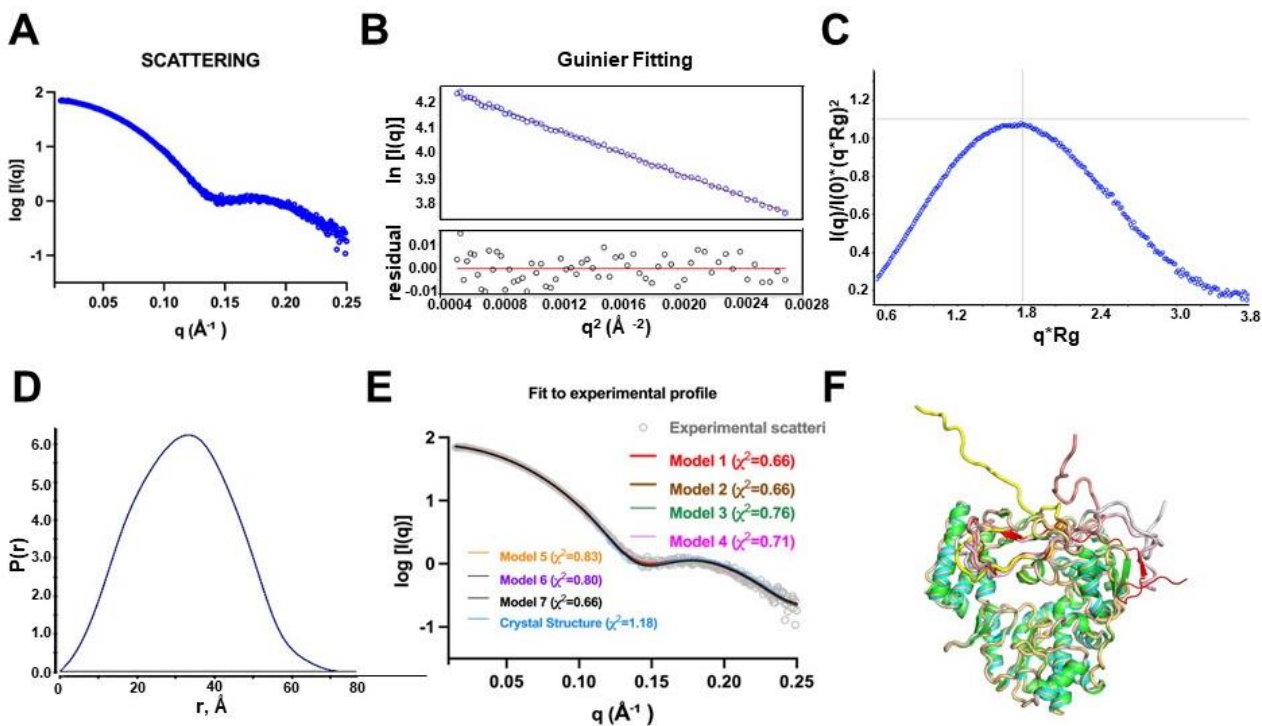 A
SCATTERING
log [I(q)]
2
1
0
-1
0.05 0.10 0.15 0.20 0.25
q (Å⁻¹ )
B
Guinier Fitting
ln [I(q)]
4.2
4.1
4.0
3.9
3.8
residual
0.01
0.00
-0.01
0.0004 0.0008 0.0012 0.0016 0.0020 0.0024 0.0028
q² (Å ⁻²)
C
I(q)/I(0)*(q*Rg)²
1.2
1.0
0.8
0.6
0.4
0.2
0.6 1.2 1.8 2.4 3.0 3.8
q*Rg
D
P(r)
6.0
5.0
4.0
3.0
2.0
1.0
0.0
0 20 40 60 80
r, Å
E
Fit to experimental profile
log [I(q)]
2
1
0
-1
Experimental scatteri
Model 1 (χ²=0.66)
Model 2 (χ²=0.66)
Model 3 (χ²=0.76)
Model 4 (χ²=0.71)
Model 5 (χ²=0.83)
Model 6 (χ²=0.80)
Model 7 (χ²=0.66)
Crystal Structure (χ²=1.18)
0.05 0.10 0.15 0.20 0.25
q (Å⁻¹)
F